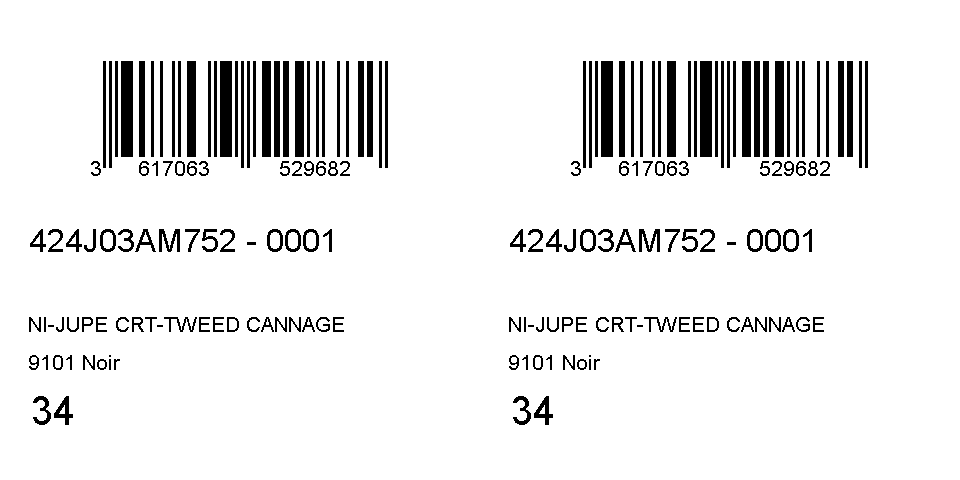 3 617063 529682
424J03AM752 - 0001
NI-JUPE CRT-TWEED CANNAGE
9101 Noir
34
3 617063 529682
424J03AM752 - 0001
NI-JUPE CRT-TWEED CANNAGE
9101 Noir
34